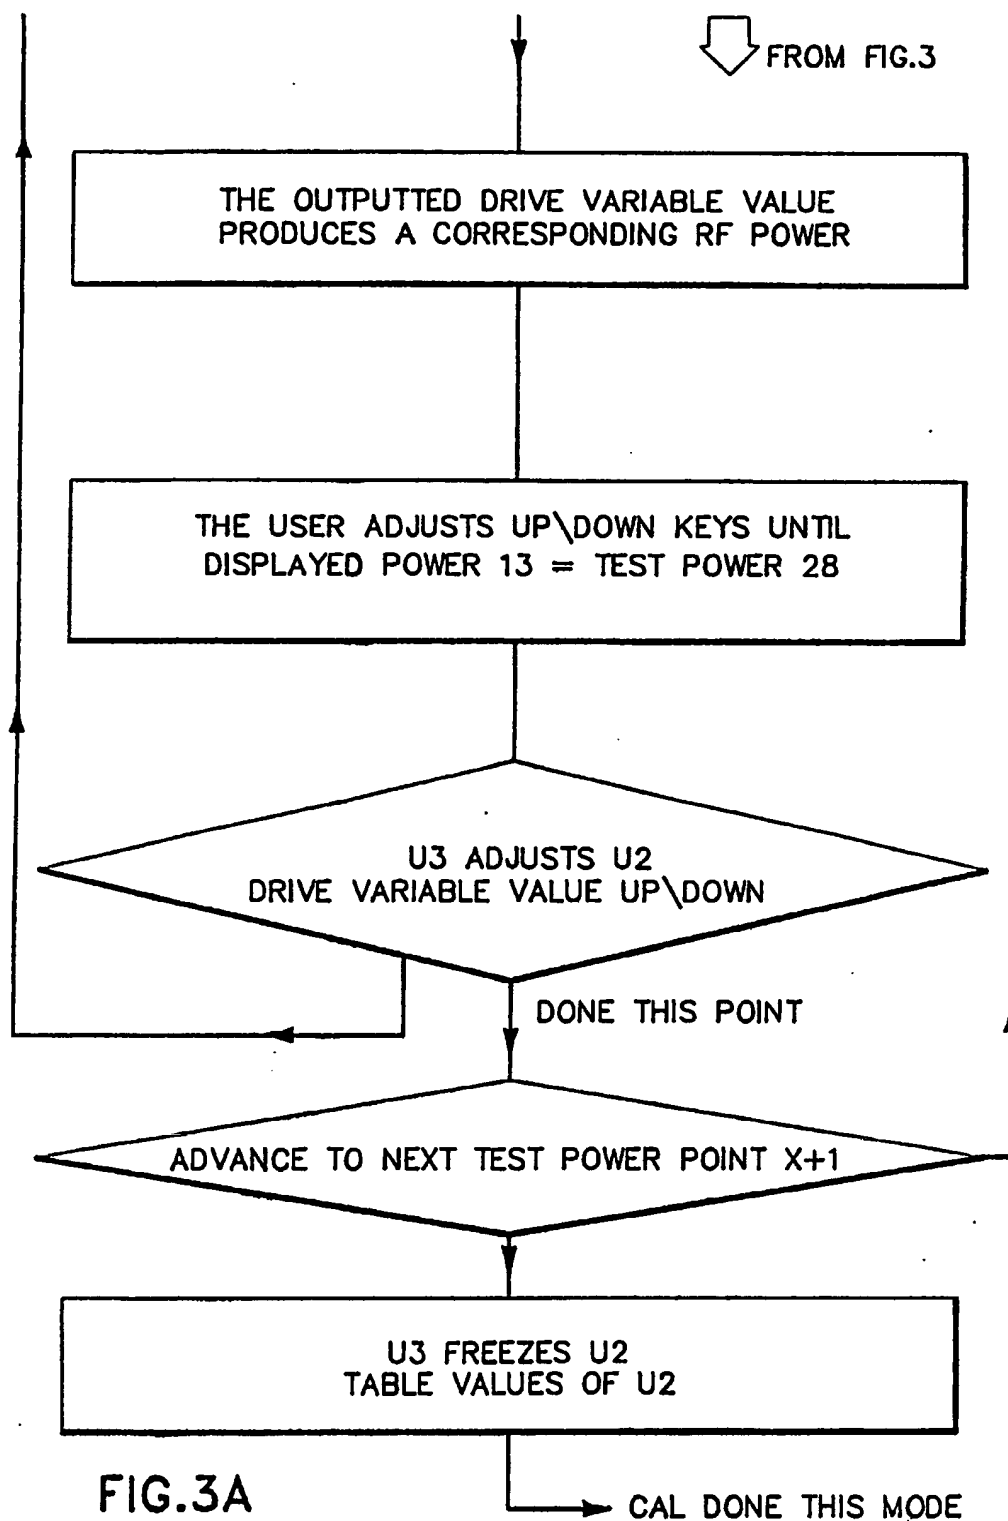 FROM FIG.3
THE OUTPUTTED DRIVE VARIABLE VALUE
PRODUCES A CORRESPONDING RF POWER
THE USER ADJUSTS UP\DOWN KEYS UNTIL
DISPLAYED POWER 13 = TEST POWER 28
U3 ADJUSTS U2
DRIVE VARIABLE VALUE UP\DOWN
DONE THIS POINT
ADVANCE TO NEXT TEST POWER POINT X+1
U3 FREEZES U2
TABLE VALUES OF U2
FIG.3A
CAL DONE THIS MODE